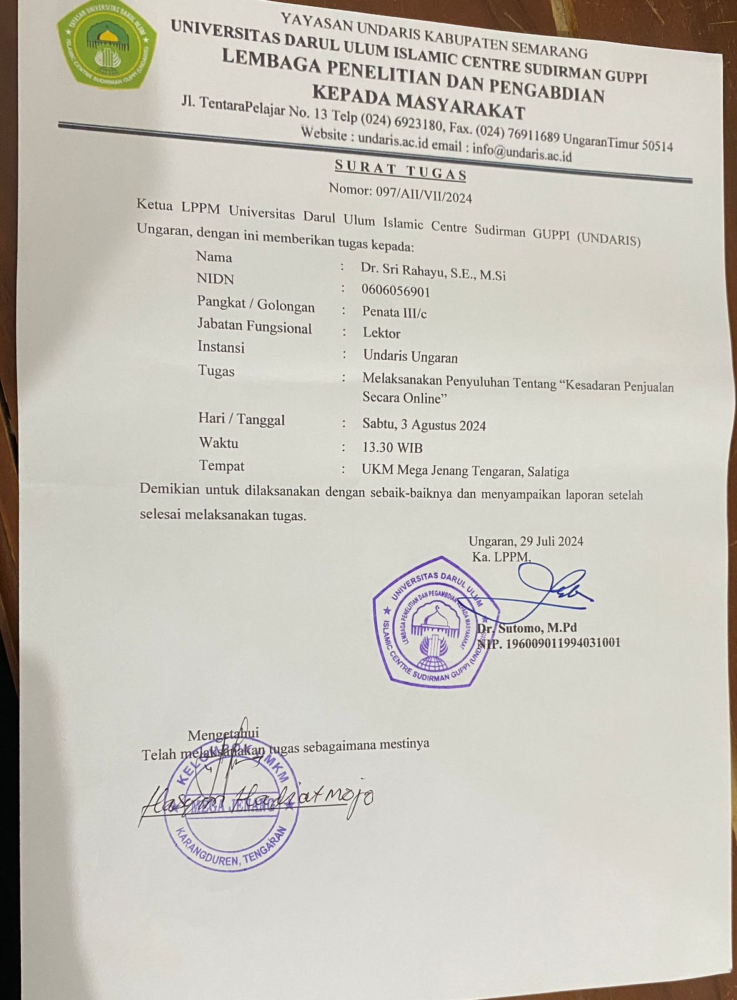 YAYASAN UNIVERSITAS DARUL ULUM
ISLAMIC CENTRE SUDIRMAN GUPPI (UNDARIS)
YAYASAN UNDARIS KABUPATEN SEMARANG
UNIVERSITAS DARUL ULUM ISLAMIC CENTRE SUDIRMAN GUPPI
LEMBAGA PENELITIAN DAN PENGABDIAN
KEPADA MASYARAKAT
Jl. TentaraPelajar No. 13 Telp (024) 6923180, Fax. (024) 76911689 UngaranTimur 50514
Website : undaris.ac.id email : info@undaris.ac.id
SURAT TUGAS
Nomor: 097/AII/VII/2024
Ketua LPPM Universitas Darul Ulum Islamic Centre Sudirman GUPPI (UNDARIS)
Ungaran, dengan ini memberikan tugas kepada:
Nama : Dr. Sri Rahayu, S.E., M.Si
NIDN : 0606056901
Pangkat / Golongan : Penata III/c
Jabatan Fungsional : Lektor
Instansi : Undaris Ungaran
Tugas : Melaksanakan Penyuluhan Tentang “Kesadaran Penjualan
Secara Online”
Hari / Tanggal : Sabtu, 3 Agustus 2024
Waktu : 13.30 WIB
Tempat : UKM Mega Jenang Tengaran, Salatiga
Demikian untuk dilaksanakan dengan sebaik-baiknya dan menyampaikan laporan setelah
selesai melaksanakan tugas.
Ungaran, 29 Juli 2024
Ka. LPPM,
UNIVERSITAS DARUL ULUM
LEMBAGA PENELITIAN DAN PEGAMBDIAN KEPADA MASYARAKAT
ISLAMIC CENTRE SUDIRMAN GUPPI (UNDARIS)
Dr. Sutomo, M.Pd
NIP. 196009011994031001
Mengetahui
Telah melaksanakan tugas sebagaimana mestinya
KELOMPOK UMKM
Hasyim Hadiatmojo
MEGA JENANG
KARANGDUREN, TENGARAN